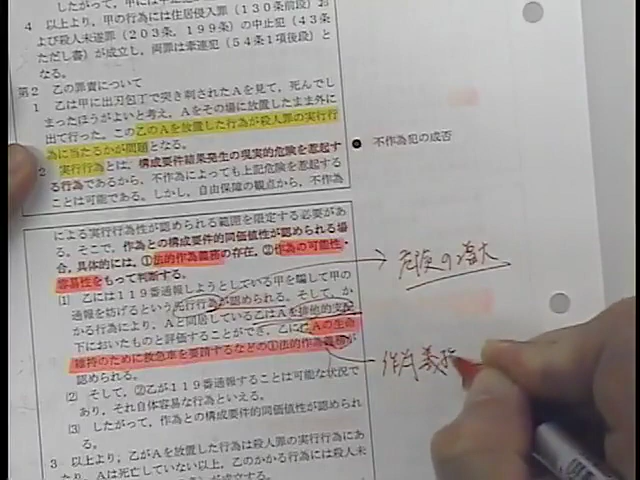 したがって、甲には中止犯
4 以上より、甲の行為には住居侵入罪(130条前段)お
よび殺人未遂罪(203条、199条)の中止犯(43条
ただし書)が成立し、両罪は牽連犯(54条1項後段)と
なる。
第2 乙の罪責について
1 乙は甲に出刃包丁で突き刺されたAを見て、死んでし
まったほうがよいと考え、Aをその場に放置したまま外に
出て行った。この乙のAを放置した行為が殺人罪の実行行
為に当たるかが問題となる。
2 実行行為とは、構成要件結果発生の現実的危険を惹起す
る行為であるから、不作為によっても上記危険を惹起する
ことは可能である。しかし、自由保障の観点から、不作為
不作為犯の成否
による実行行為性が認められる範囲を限定する必要があ
る。そこで、作為との構成要件的同価値性が認められる場
合、具体的には、①法的作為義務の存在、②作為の可能性・
容易性をもって判断する。
危険の増大
(1) 乙には119番通報しようとしている甲を騙して甲の
通報を妨げるという先行行為が認められる。そして、か
かる行為により、Aと同居している乙はAを排他的支配
下においたものと評価することができ、乙にAの生命
維持のために救急車を要請するなどの①法的作為義務が
認められる。
作為義務
(2) そして、②乙が119番通報することは可能な状況で
あり、それ自体容易な行為といえる。
(3) したがって、作為との構成要件的同価値性が認められ
る。
3 以上より、乙がAを放置した行為は殺人罪の実行行為にあ
たり、Aは死亡していない以上、乙のかかる行為には殺人未